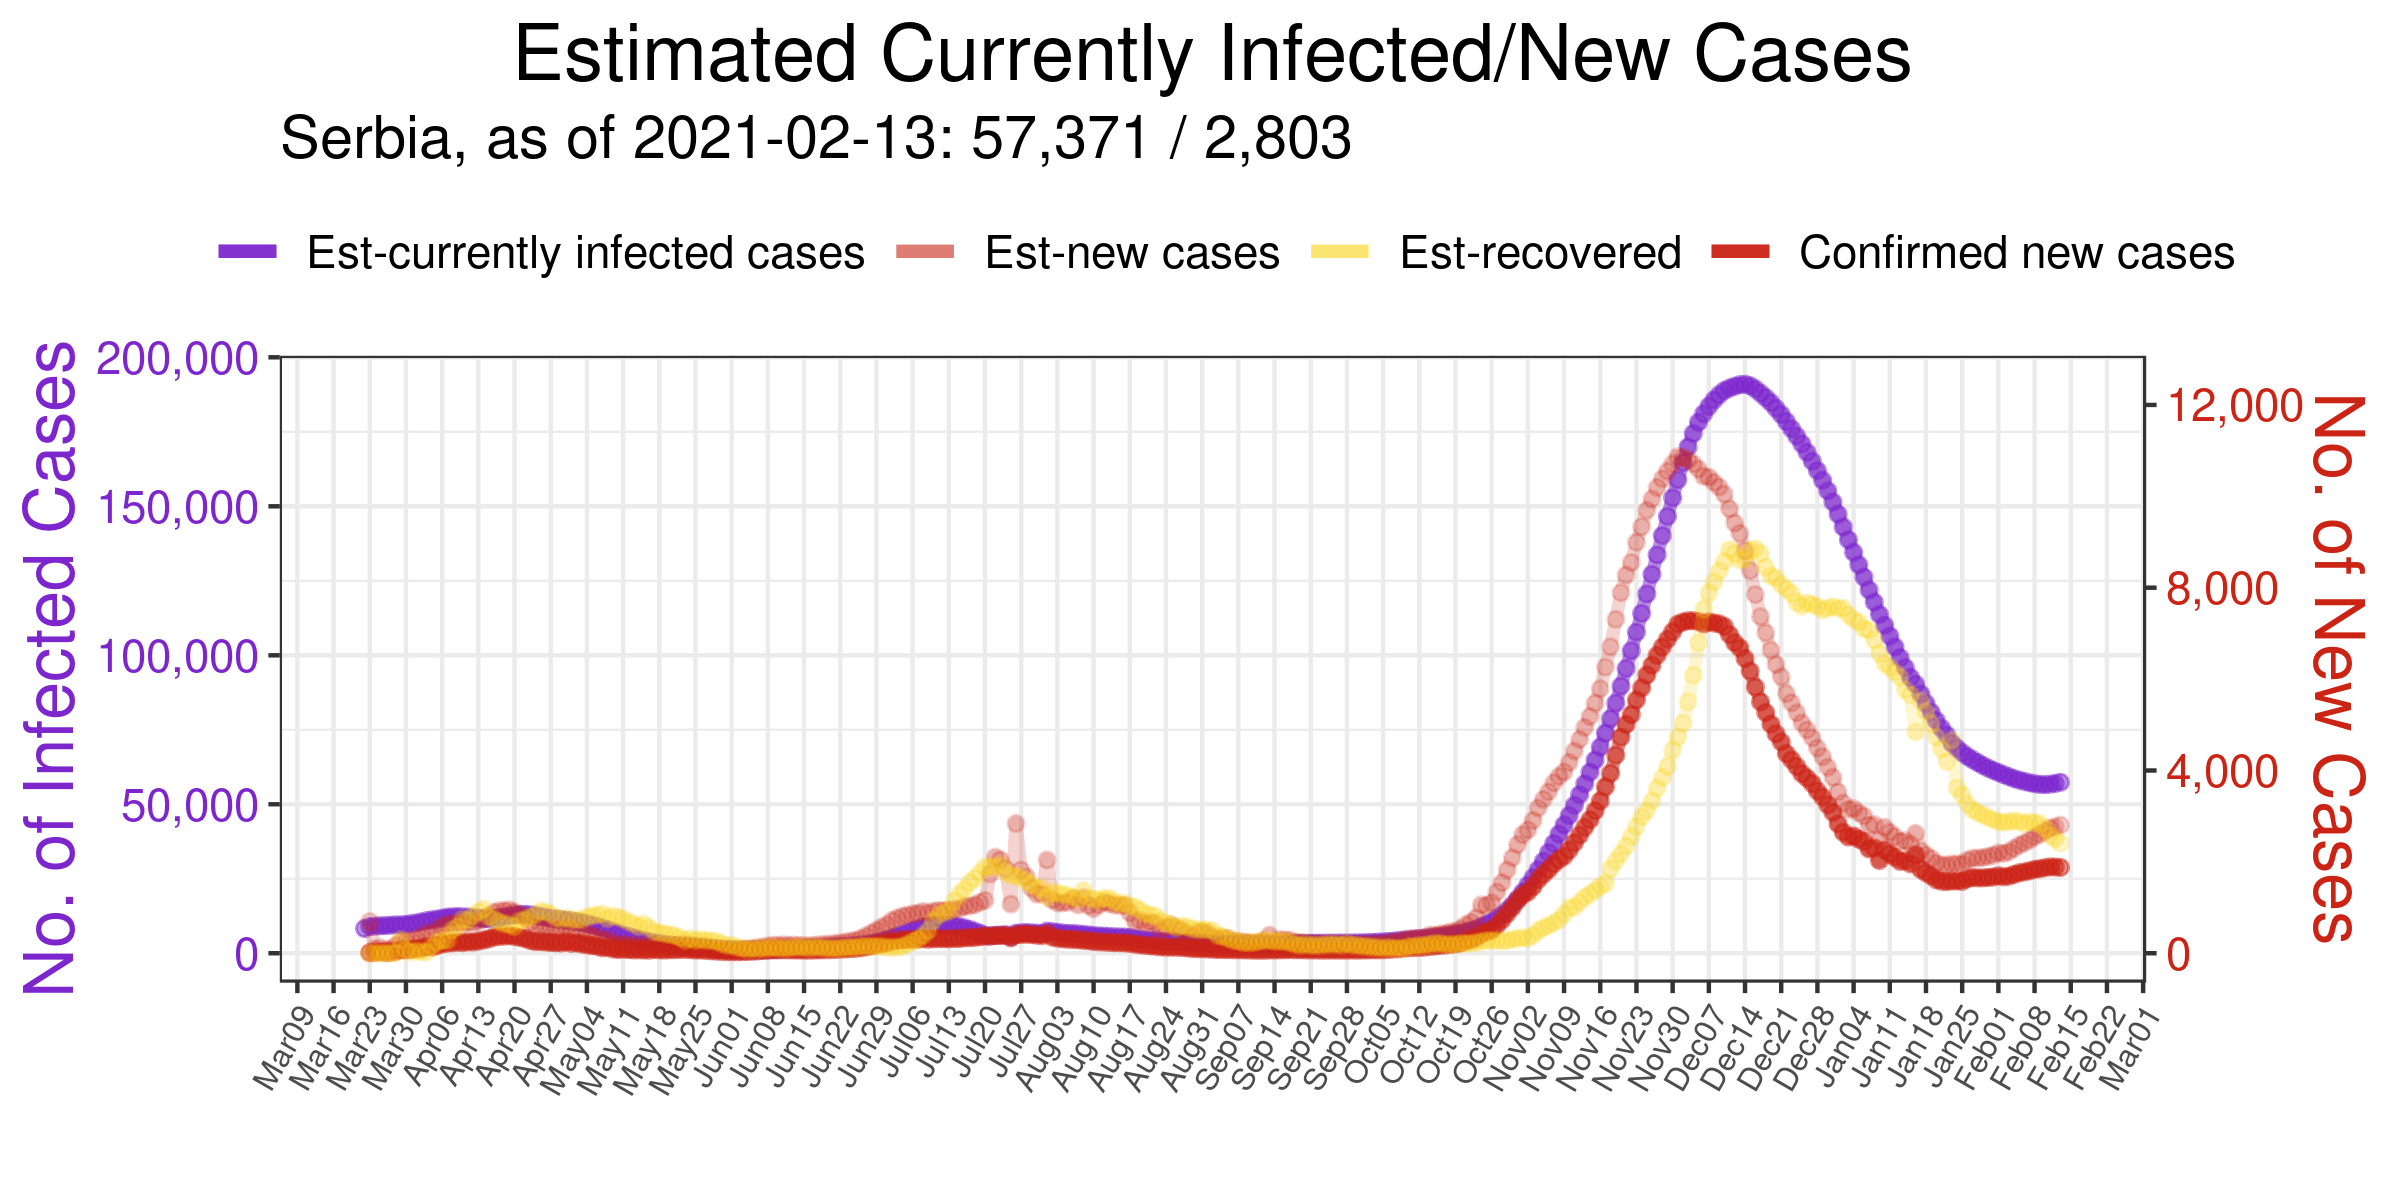 Estimated Currently Infected/New Cases
Serbia, as of 2021-02-13: 57,371 / 2,803
Est-currently infected cases Est-new cases Est-recovered Confirmed new cases
No. of Infected Cases
200,000
150,000
100,000
50,000
0
12,000
8,000
4,000
0
No. of New Cases
Mar09 Mar16 Mar23 Mar30 Apr06 Apr13 Apr20 Apr27 May04 May11 May18 May25 Jun01 Jun08 Jun15 Jun22 Jun29 Jul06 Jul13 Jul20 Jul27 Aug03 Aug10 Aug17 Aug24 Aug31 Sep07 Sep14 Sep21 Sep28 Oct05 Oct12 Oct19 Oct26 Nov02 Nov09 Nov16 Nov23 Nov30 Dec07 Dec14 Dec21 Dec28 Jan04 Jan11 Jan18 Jan25 Feb01 Feb08 Feb15 Feb22 Mar01